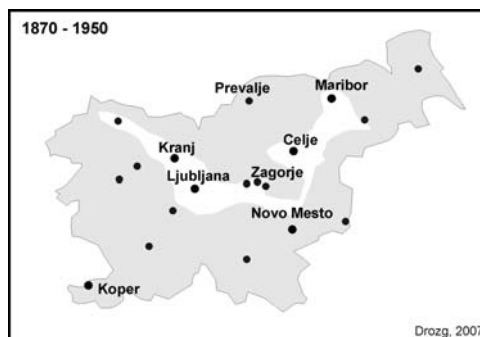 1870 - 1950
Prevalje
Maribor
Kranj
Celje
Ljubljana
Zagorje
Novo Mesto
Koper
Drozg, 2007